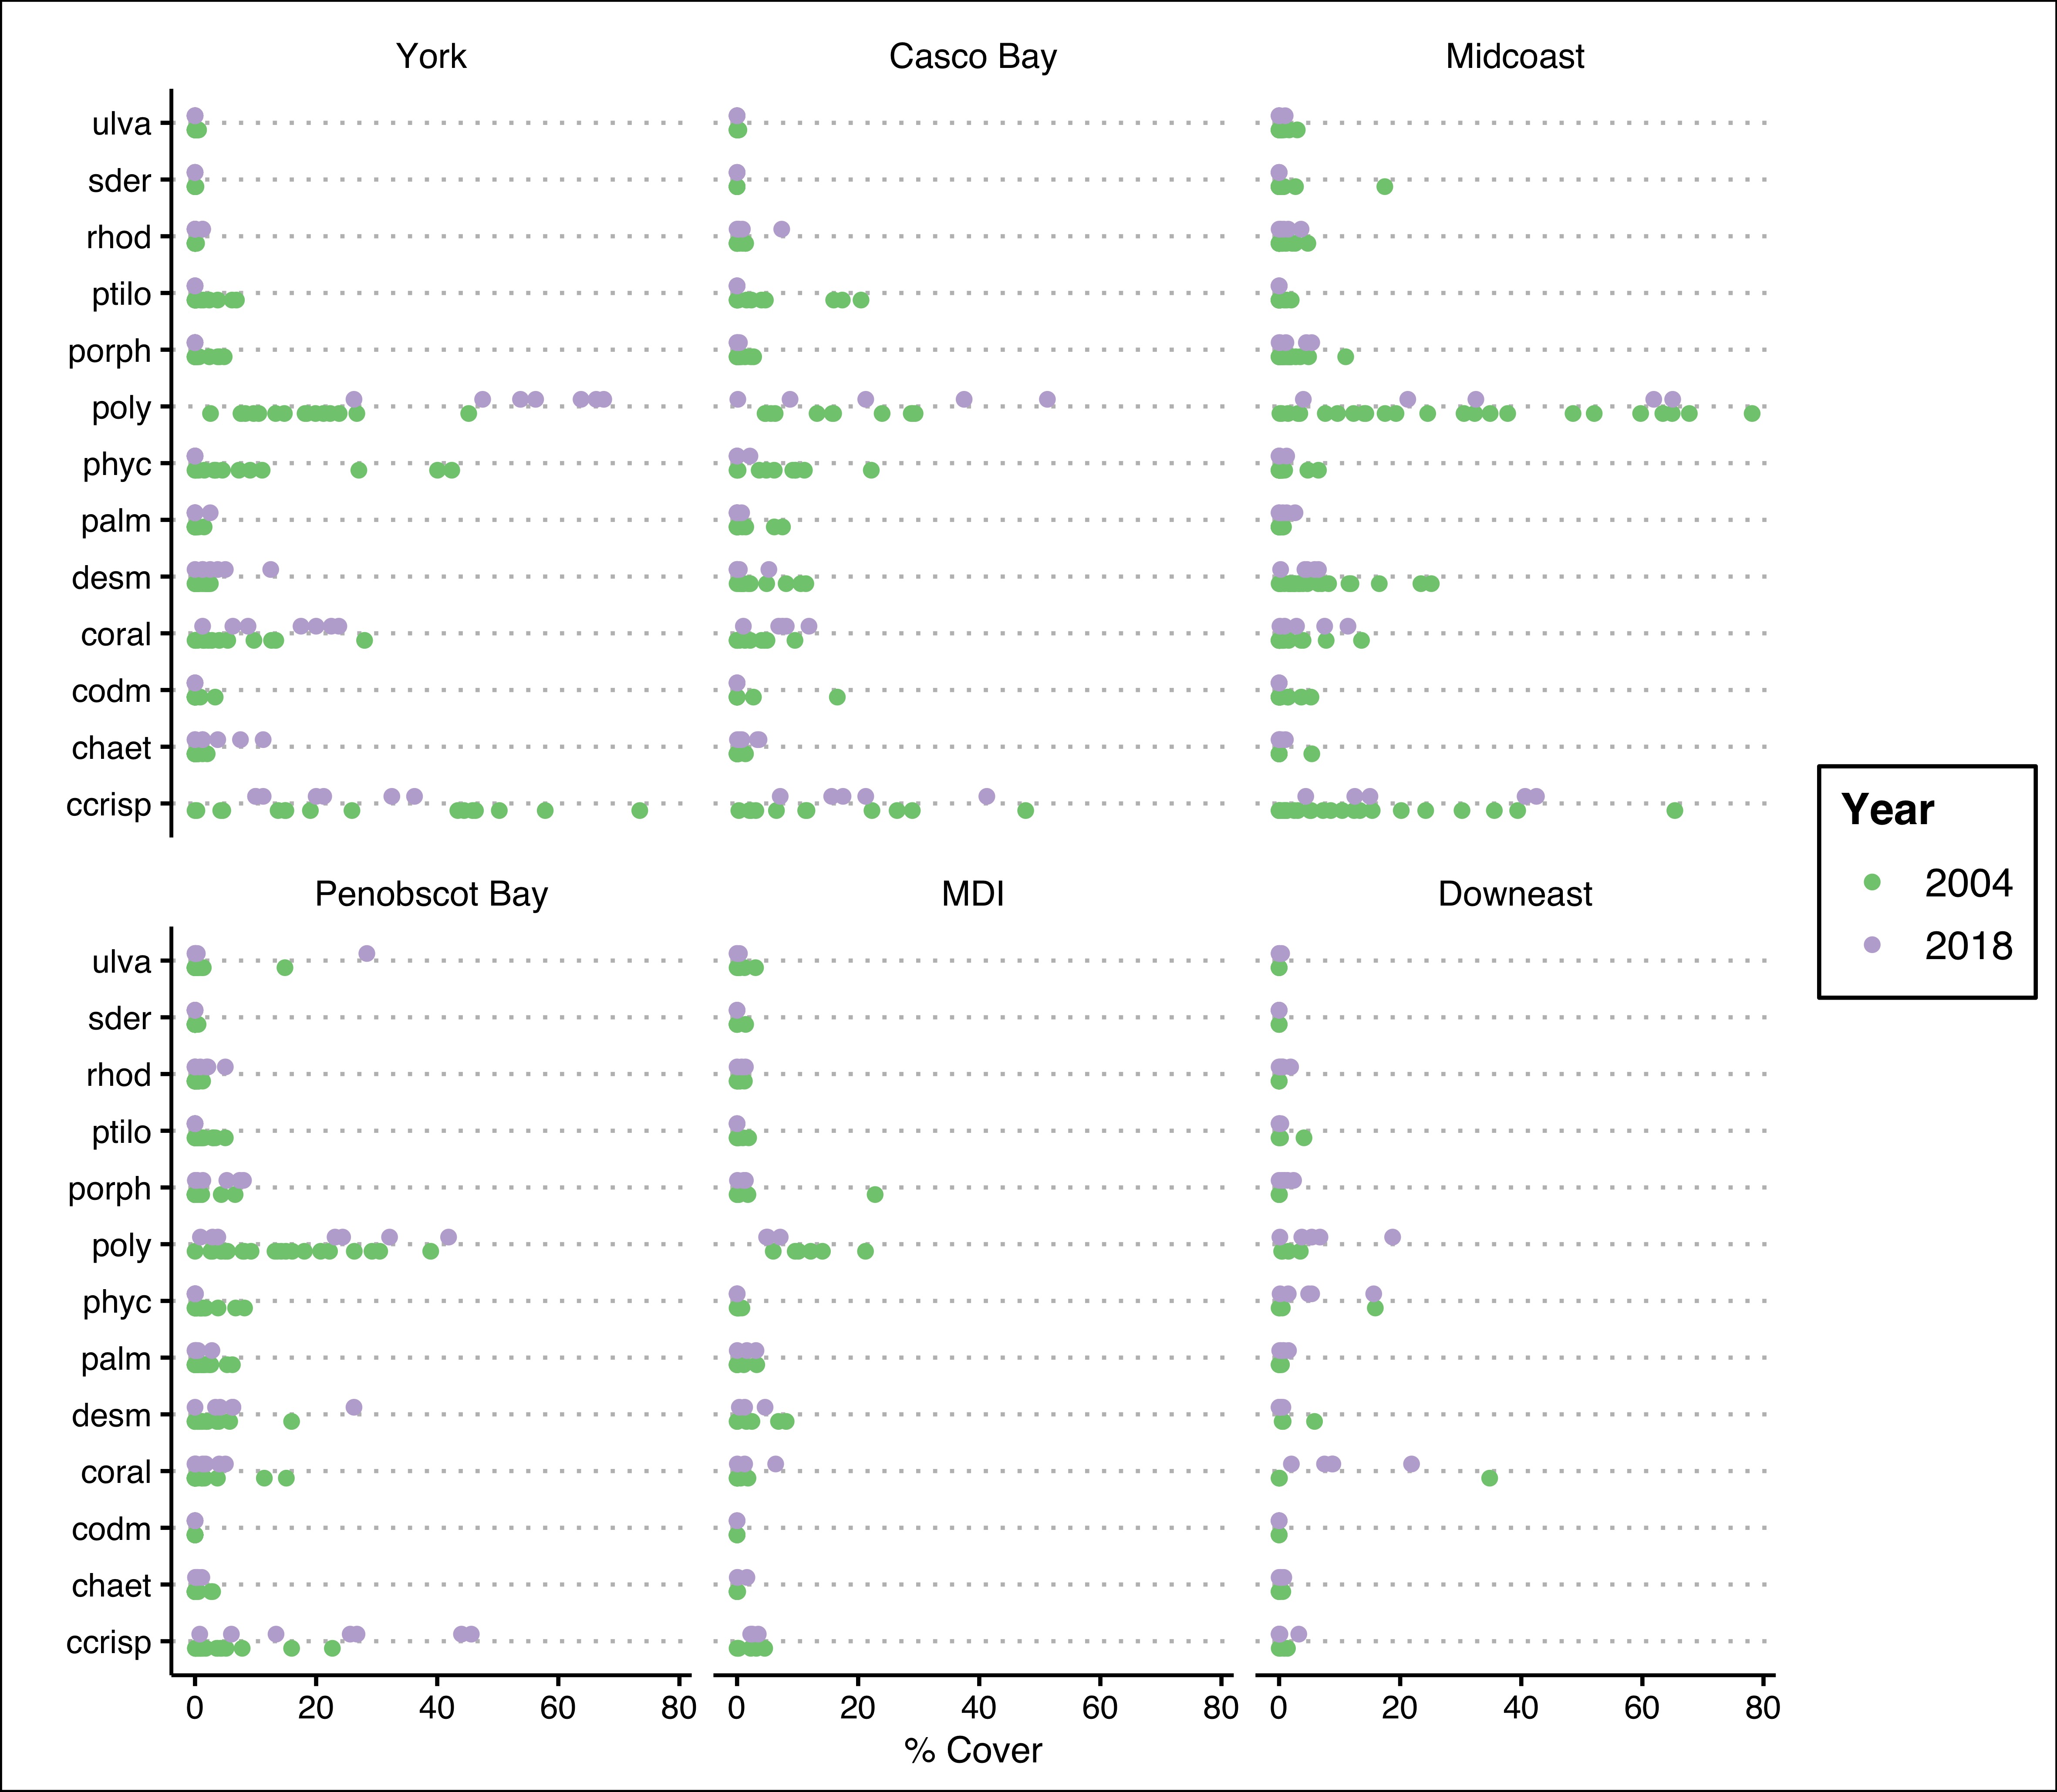 York Casco Bay Midcoast
ulva
sder
rhod
ptilo
porph
poly
phyc
palm
desm
coral
codm
chaet
ccrisp
Year
2004
2018
Penobscot Bay MDI Downeast
ulva
sder
rhod
ptilo
porph
poly
phyc
palm
desm
coral
codm
chaet
ccrisp
0 20 40 60 80 0 20 40 60 80 0 20 40 60 80
% Cover